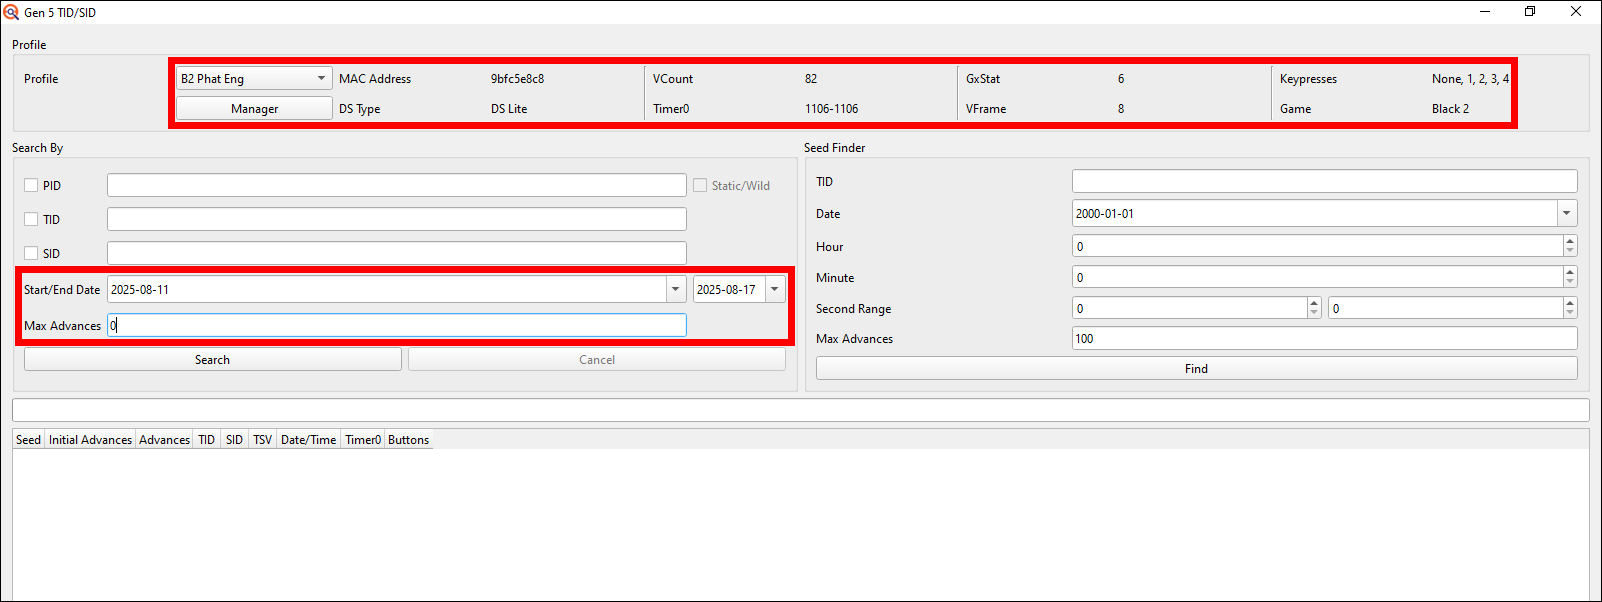 Gen 5 TID/SID
Profile
Profile B2 Phat Eng MAC Address 9bfc5e8c8 VCount 82 GxStat 6 Keypresses None, 1, 2, 3, 4
Manager DS Type DS Lite Timer0 1106-1106 VFrame 8 Game Black 2
Search By
PID Static/Wild
TID
SID
Start/End Date 2025-08-11 2025-08-17
Max Advances 0
Search Cancel
Seed Finder
TID
Date 2000-01-01
Hour 0
Minute 0
Second Range 0 0
Max Advances 100
Find
Seed Initial Advances Advances TID SID TSV Date/Time Timer0 Buttons